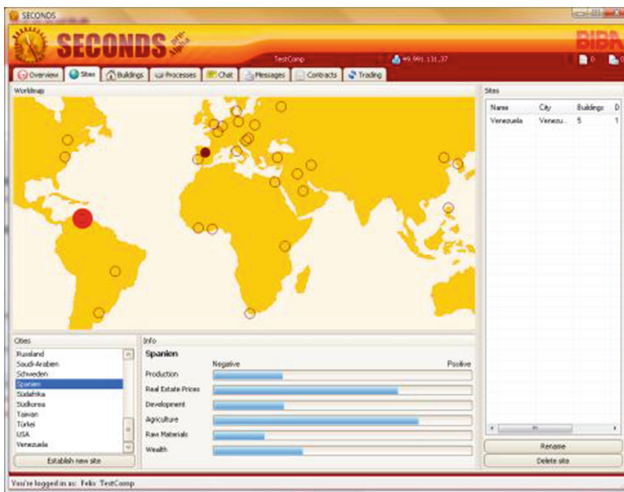 SECONDS
SECONDS pre-Alpha
BIBA
TestComp 49.991.131,37 0 0
Overview Sites Buildings Processes Chat Messages Contracts Trading
Worldmap
Sites
Name City Buildings D
Venezuela Venezu... 5 1
Cities
Russland
Saudi-Arabien
Schweden
Spanien
Südafrika
Südkorea
Taiwan
Türkei
USA
Venezuela
Establish new site
Info
Spanien
Negative Positive
Production
Real Estate Prices
Development
Agriculture
Raw Materials
Wealth
Rename
Delete site
You're logged in as: Felix TestComp